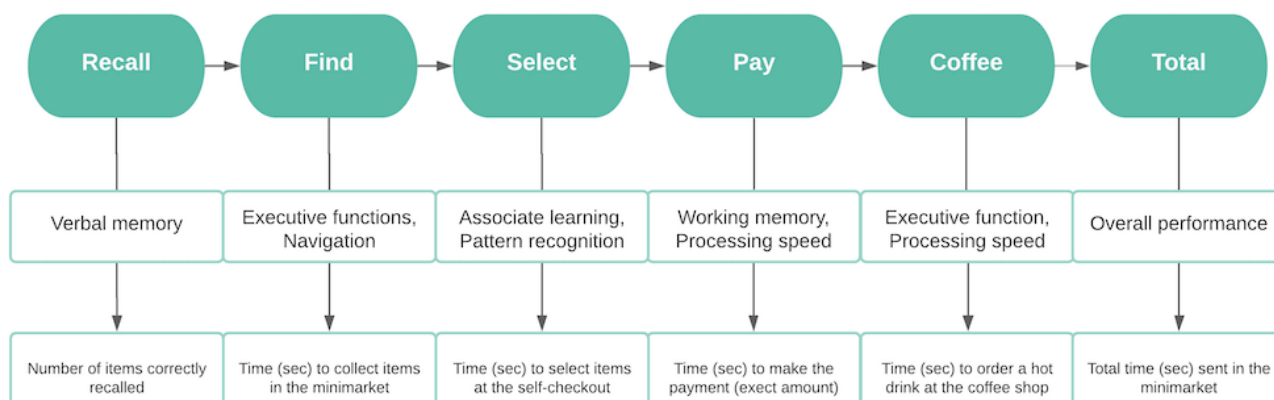 Recall
Find
Select
Pay
Coffee
Total
Verbal memory
Executive functions,
Navigation
Associate learning,
Pattern recognition
Working memory,
Processing speed
Executive function,
Processing speed
Overall performance
Number of items correctly
recalled
Time (sec) to collect items
in the minimarket
Time (sec) to select items
at the self-checkout
Time (sec) to make the
payment (exect amount)
Time (sec) to order a hot
drink at the coffee shop
Total time (sec) sent in the
minimarket